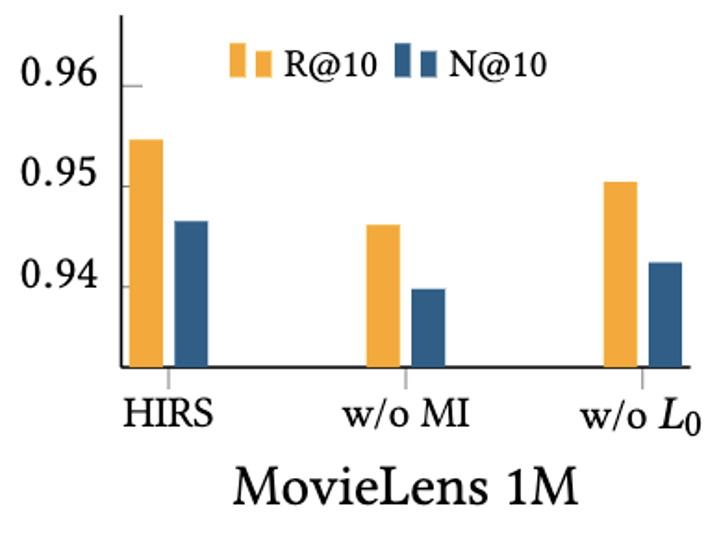 R@10 N@10
0.96
0.95
0.94
HIRS w/o MI w/o L₀
MovieLens 1M